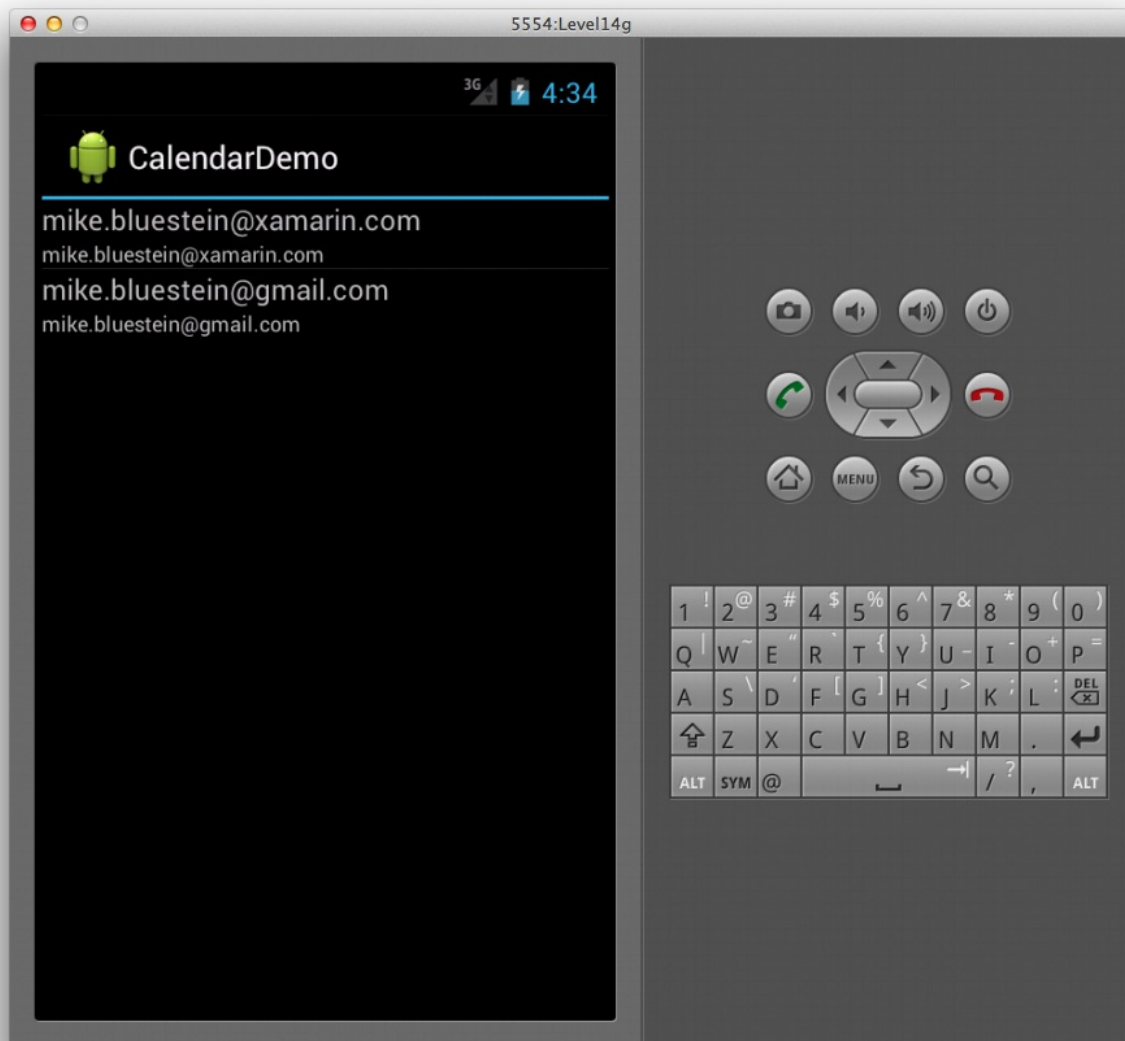 5554:Level14g
3G 4:34
CalendarDemo
mike.bluestein@xamarin.com
mike.bluestein@xamarin.com
mike.bluestein@gmail.com
mike.bluestein@gmail.com
MENU
1 ! 2 @ 3 # 4 $ 5 % 6 ^ 7 & 8 * 9 ( 0 )
Q | W ~ E “ R ` T { Y } U _ I - O + P =
A S \ D ‘ F [ G ] H < J > K ; L : DEL
Z X C V B N M .
ALT SYM @ / ? , ALT